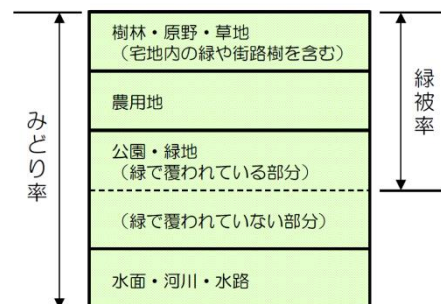 みどり率
樹林・原野・草地
（宅地内の緑や街路樹を含む）
農用地
公園・緑地
（緑で覆われている部分）
（緑で覆われていない部分）
水面・河川・水路
緑被率